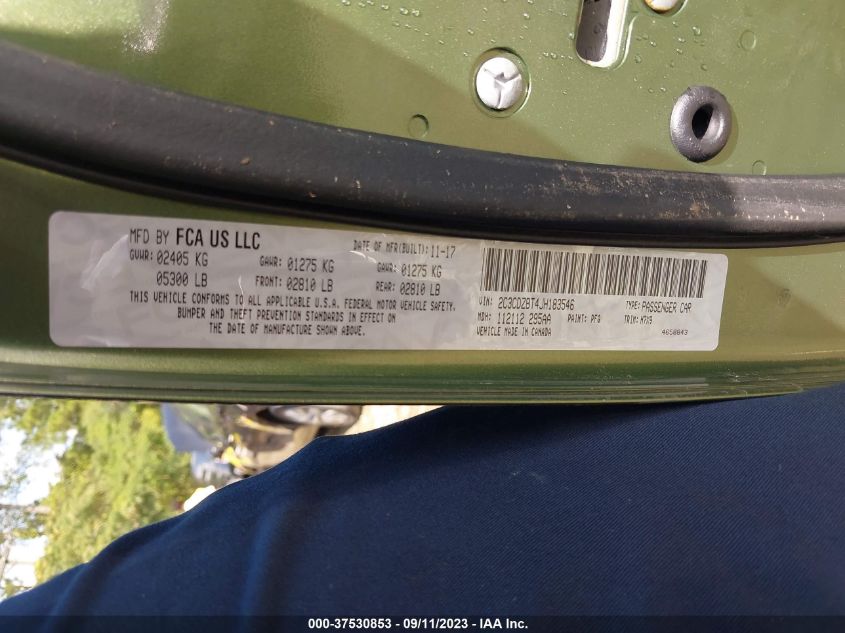 MFD BY FCA US LLC
DATE OF MFR(BUILT): 11-17
GVWR: 02405 KG
GAWR: 01275 KG
GAWR: 01275 KG
05300 LB
FRONT: 02810 LB
REAR: 02810 LB
THIS VEHICLE CONFORMS TO ALL APPLICABLE U.S.A. FEDERAL MOTOR VEHICLE SAFETY,
BUMPER AND THEFT PREVENTION STANDARDS IN EFFECT ON
THE DATE OF MANUFACTURE SHOWN ABOVE.
VIN: 2C3CDZBT4JH183546
TYPE: PASSENGER CAR
MDH: 112112 295AA
PAINT: PFQ
TRIM: H7X9
VEHICLE MADE IN CANADA
4658843
000-37530853 - 09/11/2023 - IAA Inc.